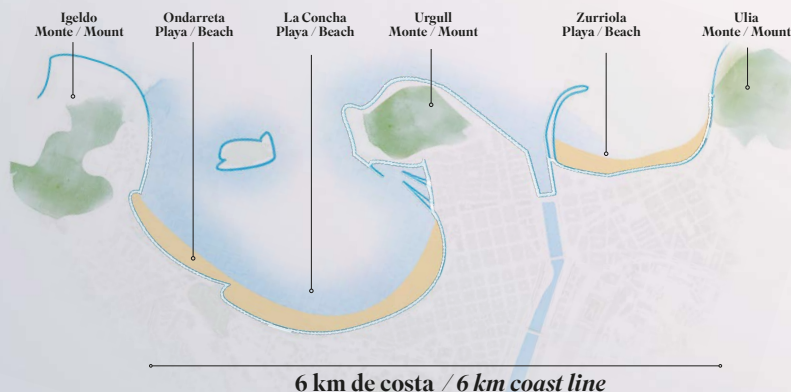 Igeldo
Monte / Mount
Ondarreta
Playa / Beach
La Concha
Playa / Beach
Urgull
Monte / Mount
Zurriola
Playa / Beach
Ulia
Monte / Mount
6 km de costa / 6 km coast line